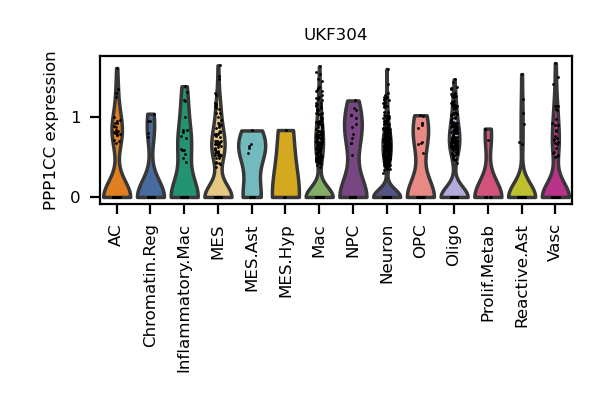 UKF304
PPP1CC expression
1
0
AC
Chromatin.Reg
Inflammatory.Mac
MES
MES.Ast
MES.Hyp
Mac
NPC
Neuron
OPC
Oligo
Prolif.Metab
Reactive.Ast
Vasc